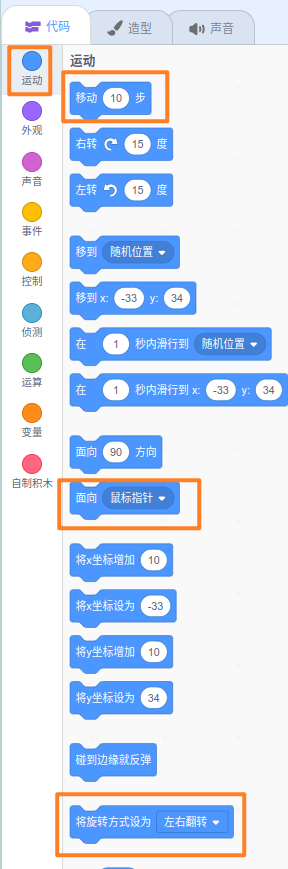 代码 造型 声音
运动 运动
外观
声音
事件
控制
侦测
运算
变量
自制积木
移动 10 步
右转 15 度
左转 15 度
移到 随机位置
移到 x: -33 y: 34
在 1 秒内滑行到 随机位置
在 1 秒内滑行到 x: -33 y: 34
面向 90 方向
面向 鼠标指针
将x坐标增加 10
将x坐标设为 -33
将y坐标增加 10
将y坐标设为 34
碰到边缘就反弹
将旋转方式设为 左右翻转